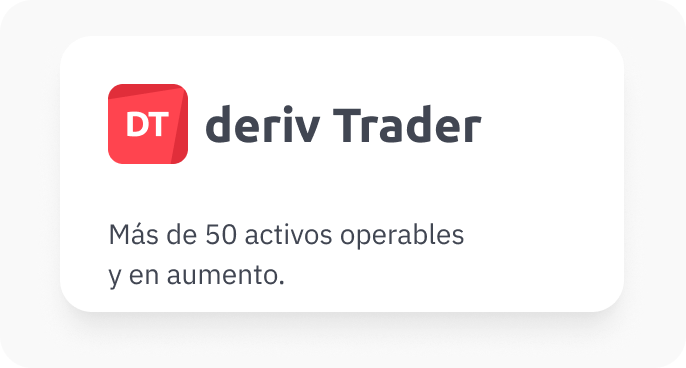 DT deriv Trader
Más de 50 activos operables
y en aumento.